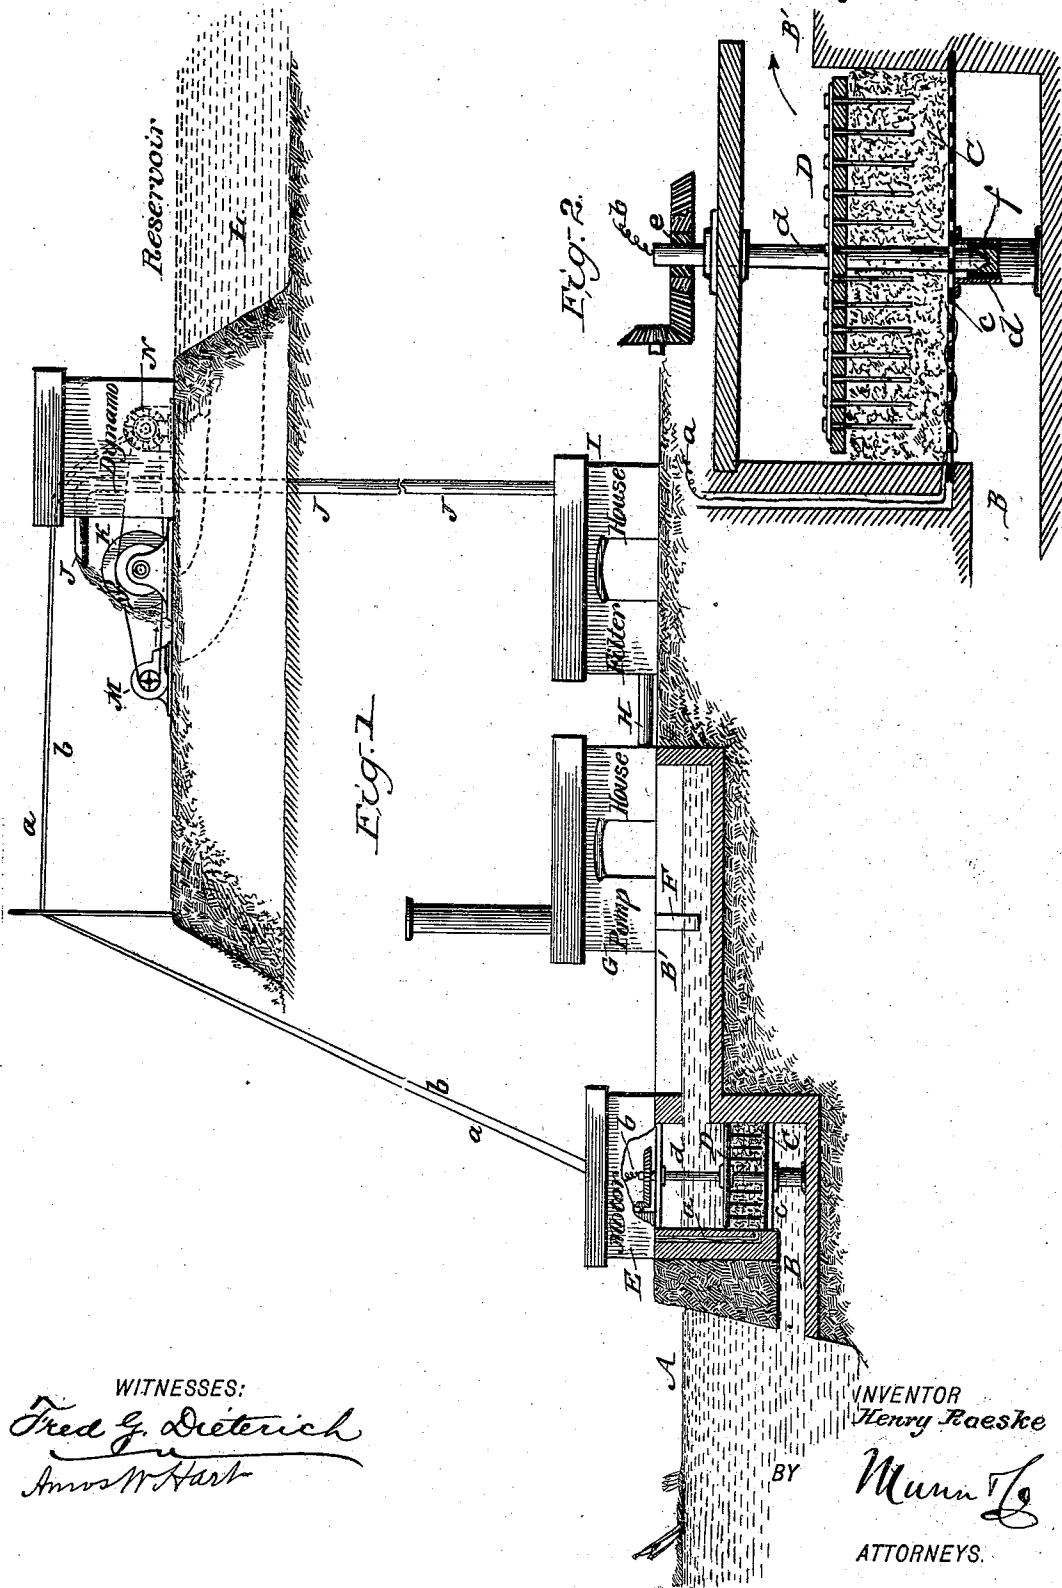 Reservoir
L
N
Dynamo
K
J
M
a
b
J
J
Fig. 1
I
Filter House
H
G Pump House
F
B'
a
b
Motor
b
E
d
a
D
C
c
B
A
Fig. 2.
b
e
B'
D
d
a
C
c
d'
f
B
WITNESSES:
Fred G. Dieterich
Amos W. Hart
INVENTOR
Henry Raeske
BY
Munn & Co
ATTORNEYS.